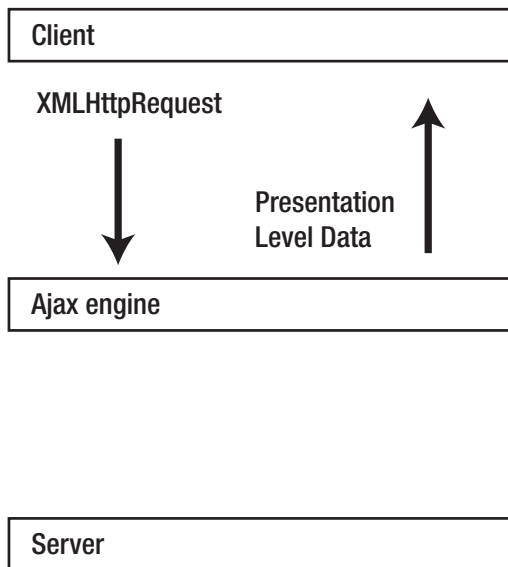 Client
XMLHttpRequest
Presentation
Level Data
Ajax engine
Server